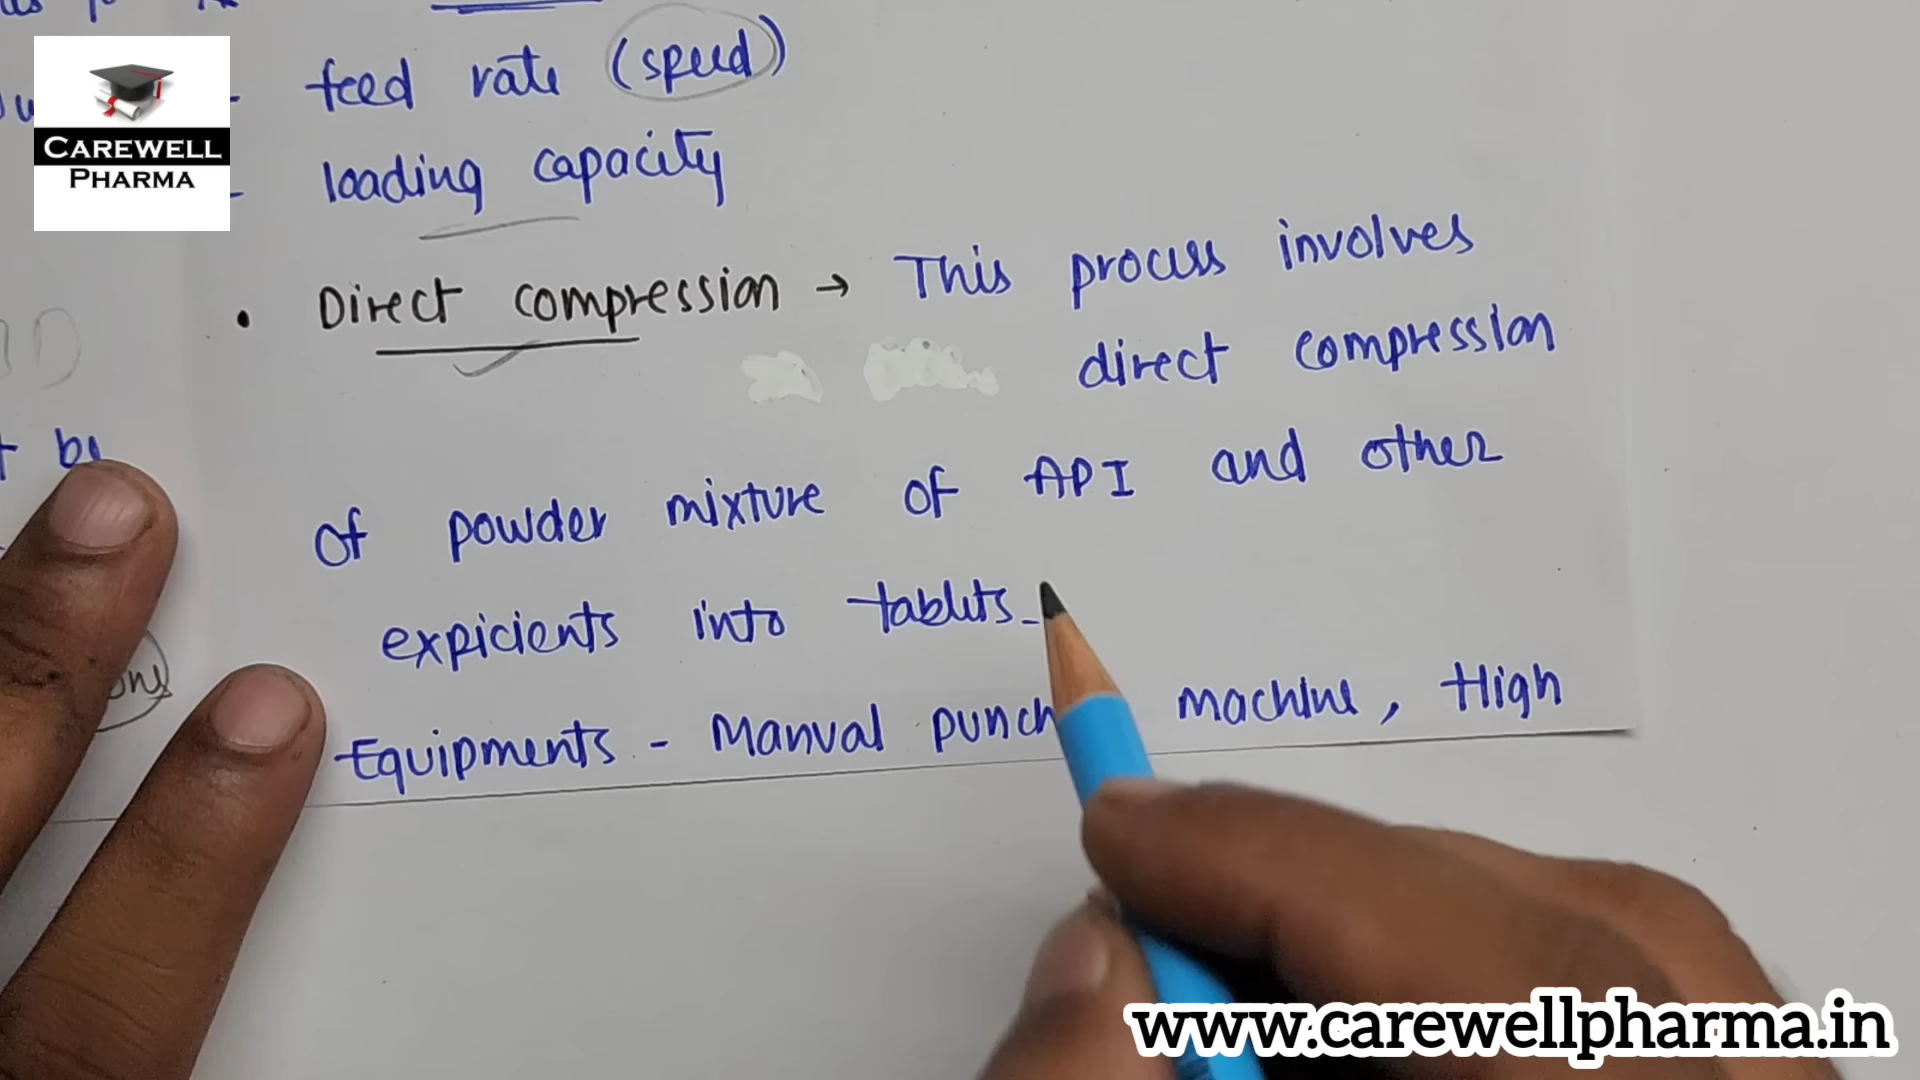 - feed rate (speed)
CAREWELL
PHARMA
- loading capacity
• Direct compression → This process involves
direct compression
of powder mixture of API and other
expicients into tablets-
Equipments - Manual punch machine, High
www.carewellpharma.in